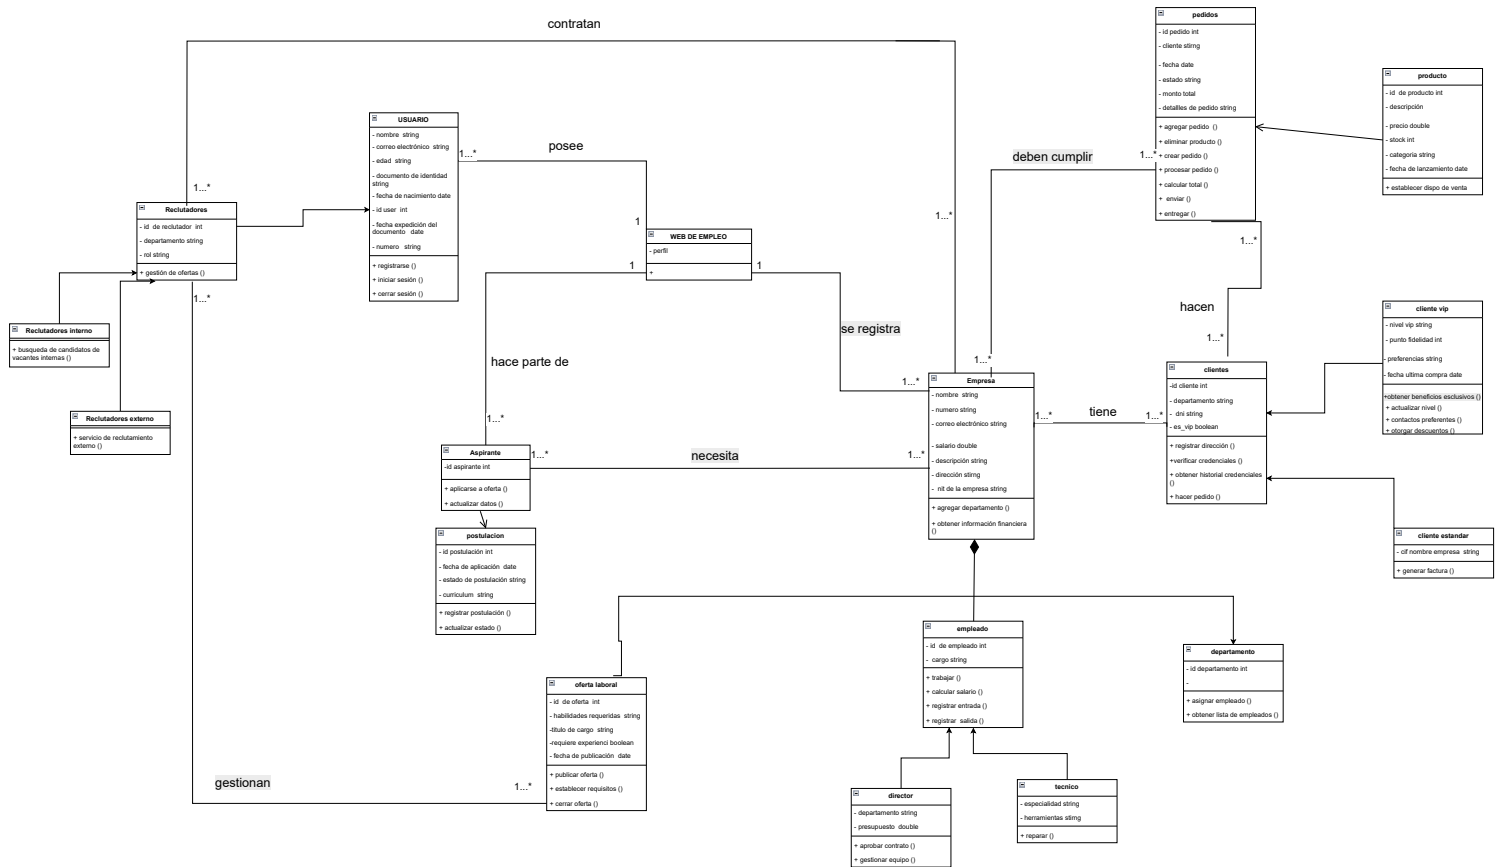 contratan
pedidos
- id pedido int
- cliente stirng
- fecha date
- estado string
- monto total
- detallles de pedido string
+ agregar pedido ()
+ eliminar producto ()
+ crear pedido ()
+ procesar pedido ()
+ calcular total ()
+ enviar ()
+ entregar ()
producto
- id de producto int
- descripción
- precio double
- stock int
- categoria string
- fecha de lanzamiento date
+ establecer dispo de venta
USUARIO
- nombre string
- correo electrónico string
- edad string
- documento de identidad
string
- fecha de nacimiento date
- id user int
- fecha expedición del
documento date
- numero string
+ registrarse ()
+ iniciar sesión ()
+ cerrar sesión ()
1...*
posee
1
deben cumplir
1...*
1...*
1...*
Reclutadores
- id de reclutador int
- departamento string
- rol string
+ gestión de ofertas ()
1...*
WEB DE EMPLEO
- perfil
+
1
1
1...*
hacen
1...*
Reclutadores interno
+ busqueda de candidatos de
vacantes internas ()
Reclutadores externo
+ servicio de reclutamiento
externo ()
se registra
hace parte de
1...*
1...*
1...*
Empresa
- nombre string
- numero string
- correo electrónico string
- salario double
- descripción string
- dirección stirng
- nit de la empresa string
+ agregar departamento ()
+ obtener información financiera
()
1...*
tiene
1...*
clientes
-id cliente int
- departamento string
- dni string
- es_vip boolean
+ registrar dirección ()
+verificar credenciales ()
+ obtener historial credenciales
()
+ hacer pedido ()
cliente vip
- nivel vip string
- punto fidelidad int
- preferencias string
- fecha ultima compra date
+obtener beneficios esclusivos ()
+ actualizar nivel ()
+ contactos preferentes ()
+ otorgar descuentos ()
Aspirante
-id aspirante int
+ aplicarse a oferta ()
+ actualizar datos ()
1...*
necesita
1...*
postulacion
- id postulación int
- fecha de aplicación date
- estado de postulación string
- curriculum string
+ registrar postulación ()
+ actualizar estado ()
cliente estandar
- cif nombre empresa string
+ generar factura ()
empleado
- id de empleado int
- cargo string
+ trabajar ()
+ calcular salario ()
+ registrar entrada ()
+ registrar salida ()
departamento
- id departamento int
-
+ asignar empleado ()
+ obtener lista de empleados ()
oferta laboral
- id de oferta int
- habilidades requeridas string
-titulo de cargo string
-requiere experienci boolean
- fecha de publicación date
+ publicar oferta ()
+ establecer requisitos ()
+ cerrar oferta ()
gestionan
1...*
director
- departamento string
- presupuesto double
+ aprobar contrato ()
+ gestionar equipo ()
tecnico
- especialidad string
- herramientas stirng
+ reparar ()